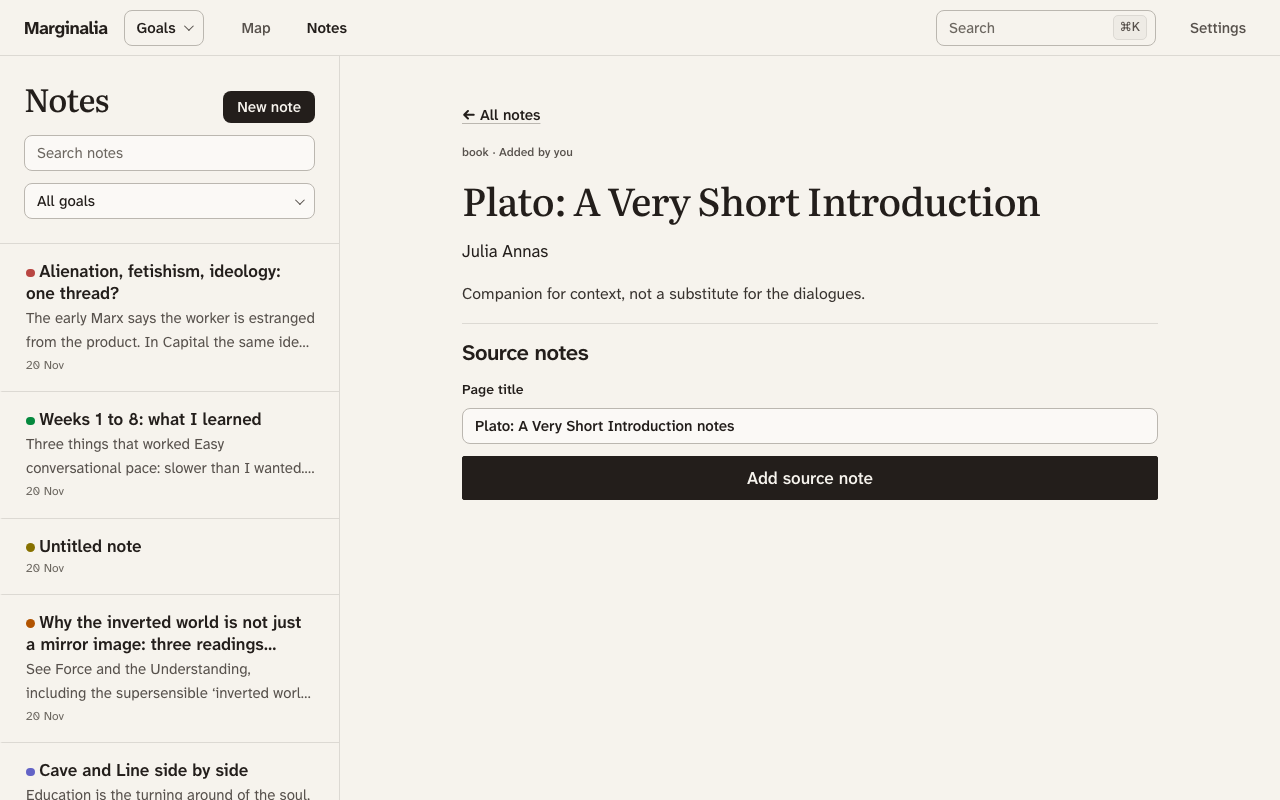 Marginalia
Goals
Map
Notes
Search
⌘K
Settings
Notes
New note
Search notes
All goals
Alienation, fetishism, ideology:
one thread?
The early Marx says the worker is estranged
from the product. In Capital the same ide...
20 Nov
Weeks 1 to 8: what I learned
Three things that worked Easy
conversational pace: slower than I wanted....
20 Nov
Untitled note
20 Nov
Why the inverted world is not just
a mirror image: three readings...
See Force and the Understanding,
including the supersensible ‘inverted worl...
20 Nov
Cave and Line side by side
Education is the turning around of the soul.
← All notes
book · Added by you
Plato: A Very Short Introduction
Julia Annas
Companion for context, not a substitute for the dialogues.
Source notes
Page title
Plato: A Very Short Introduction notes
Add source note